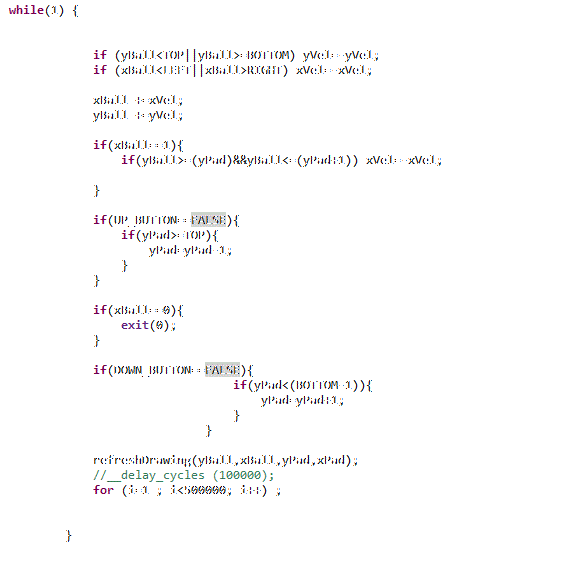 while(1) {
if (yBall<TOP||yBall>=BOTTOM) yVel=-yVel;
if (xBall<LEFT||xBall>RIGHT) xVel=-xVel;
xBall +=xVel;
yBall +=yVel;
if(xBall==1){
if(yBall>=(yPad)&&yBall<=(yPad+1)) xVel=-xVel;
}
if(UP_BUTTON==FALSE){
if(yPad>=TOP){
yPad=yPad-1;
}
}
if(xBall==0){
exit(0);
}
if(DOWN_BUTTON==FALSE){
if(yPad<(BOTTOM-1)){
yPad=yPad+1;
}
}
refreshDrawing(yBall,xBall,yPad,xPad);
//__delay_cycles (100000);
for (i=1 ; i<500000; i++) ;
}